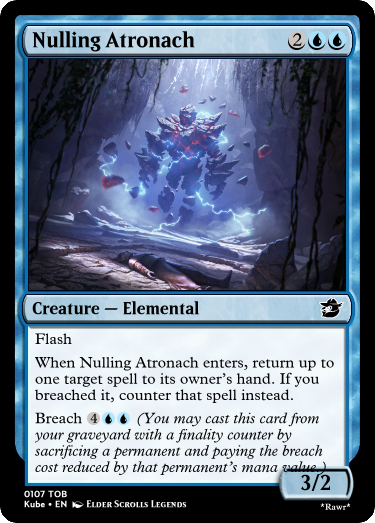 Nulling Atronach 2
Creature — Elemental
Flash
When Nulling Atronach enters, return up to
one target spell to its owner's hand. If you
breached it, counter that spell instead.
Breach 4 (You may cast this card from
your graveyard with a finality counter by
sacrificing a permanent and paying the breach
cost reduced by that permanent's mana value.)
3/2
0107 TOB
Kube • EN Elder Scrolls Legends
*Rawr*